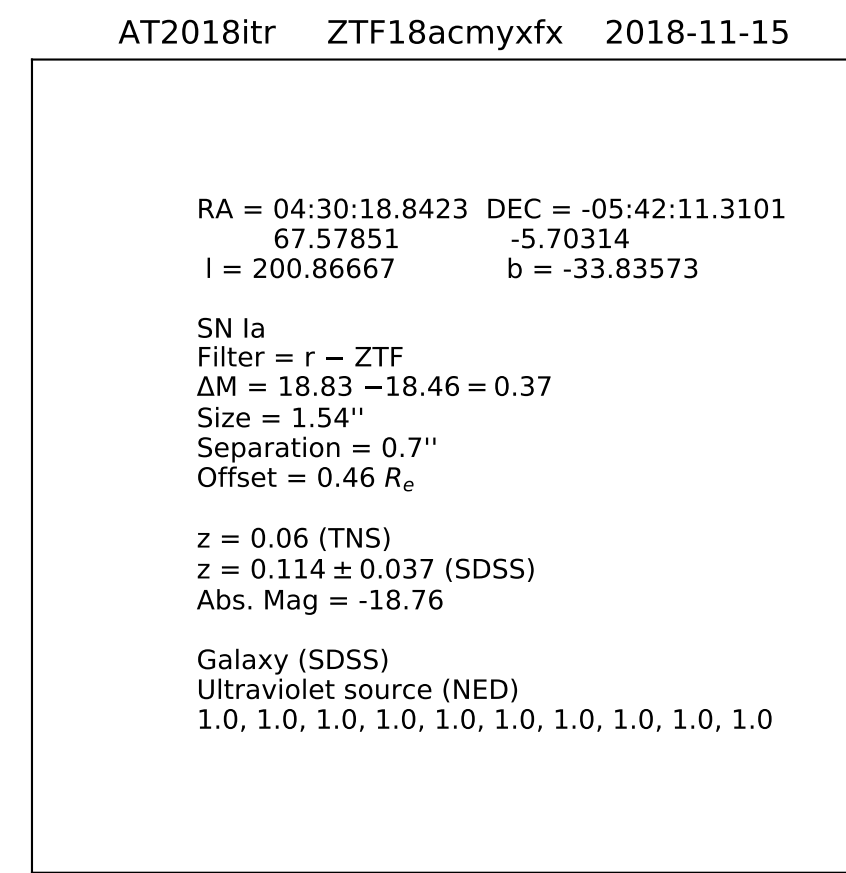 AT2018itr ZTF18acmyxfx 2018-11-15
RA = 04:30:18.8423 DEC = -05:42:11.3101
67.57851 -5.70314
l = 200.86667 b = -33.83573
SN Ia
Filter = r − ZTF
ΔM = 18.83 −18.46 = 0.37
Size = 1.54''
Separation = 0.7''
Offset = 0.46 Re
z = 0.06 (TNS)
z = 0.114 ± 0.037 (SDSS)
Abs. Mag = -18.76
Galaxy (SDSS)
Ultraviolet source (NED)
1.0, 1.0, 1.0, 1.0, 1.0, 1.0, 1.0, 1.0, 1.0, 1.0